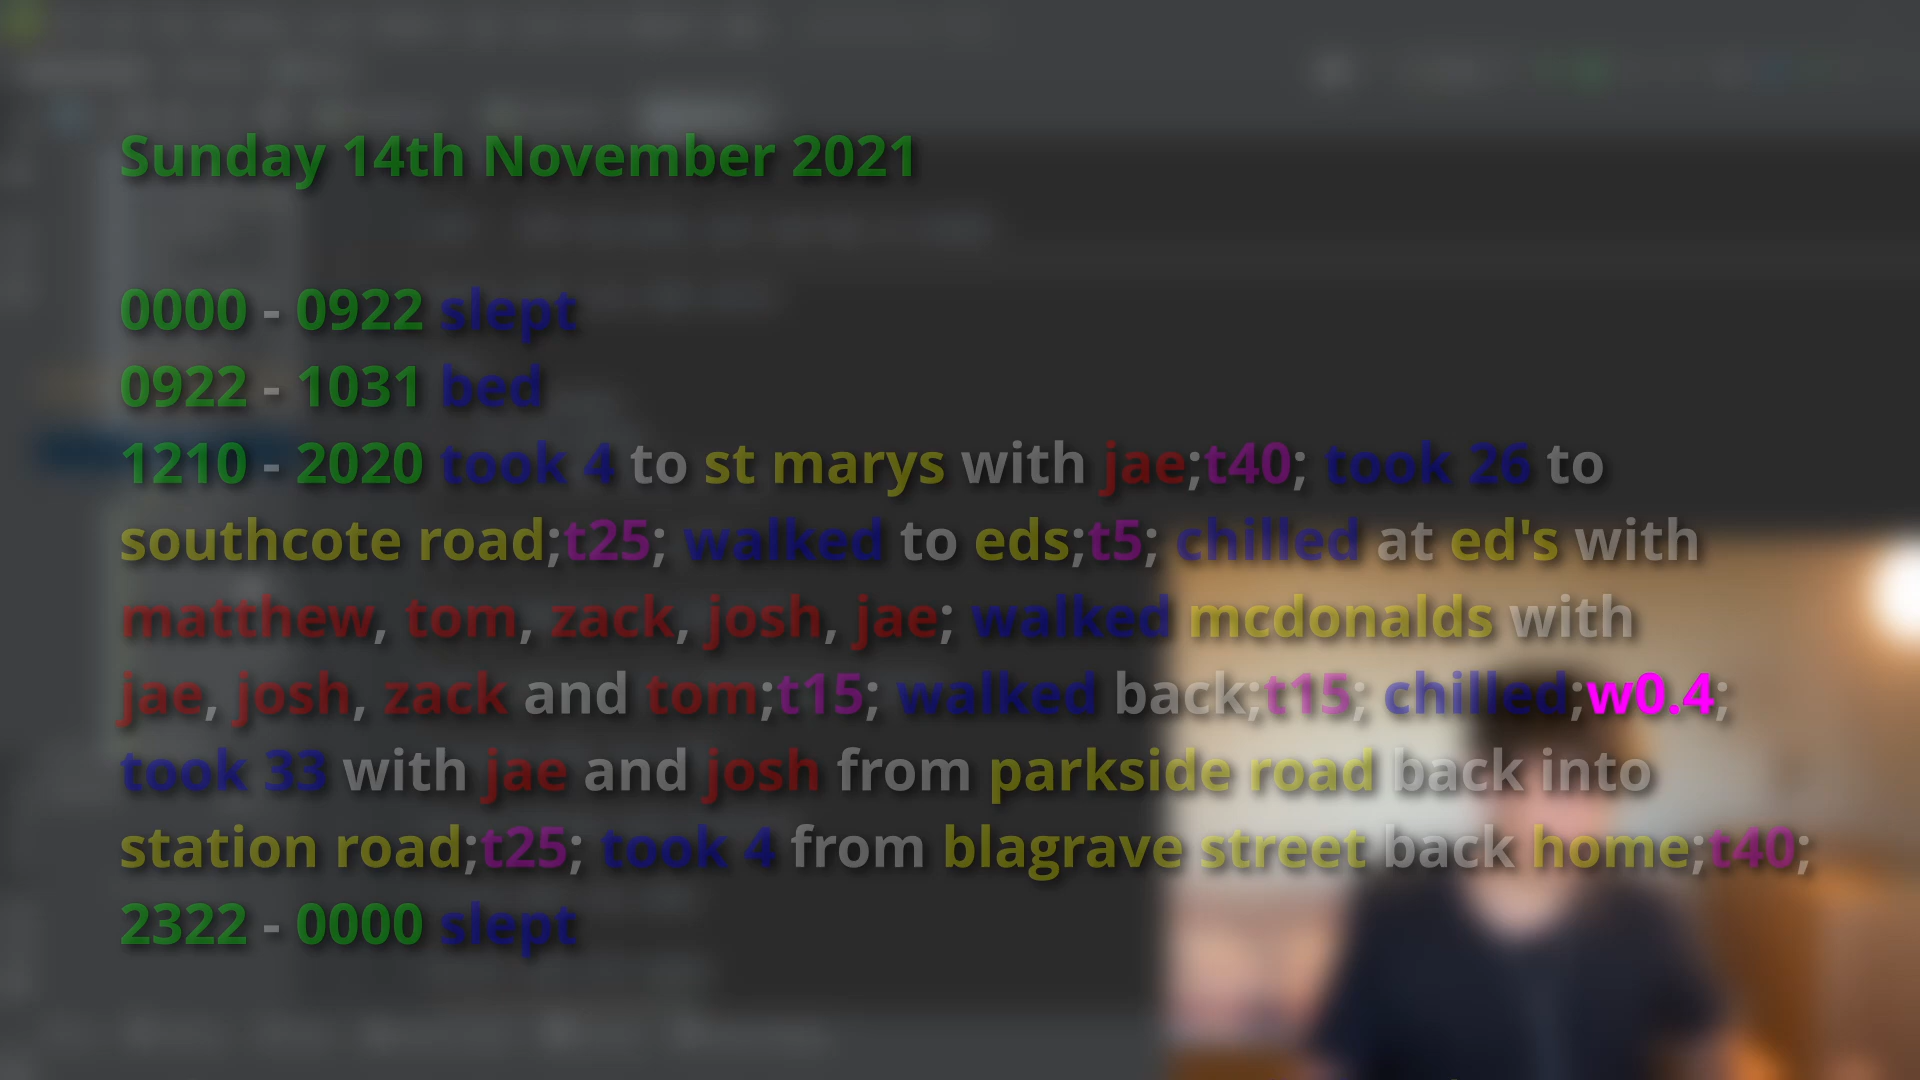 Sunday 14th November 2021
0000 - 0922 slept
0922 - 1031 bed
1210 - 2020 took 4 to st marys with jae;t40; took 26 to
southcote road;t25; walked to eds;t5; chilled at ed's with
matthew, tom, zack, josh, jae; walked mcdonalds with
jae, josh, zack and tom;t15; walked back;t15; chilled;w0.4;
took 33 with jae and josh from parkside road back into
station road;t25; took 4 from blagrave street back home;t40;
2322 - 0000 slept